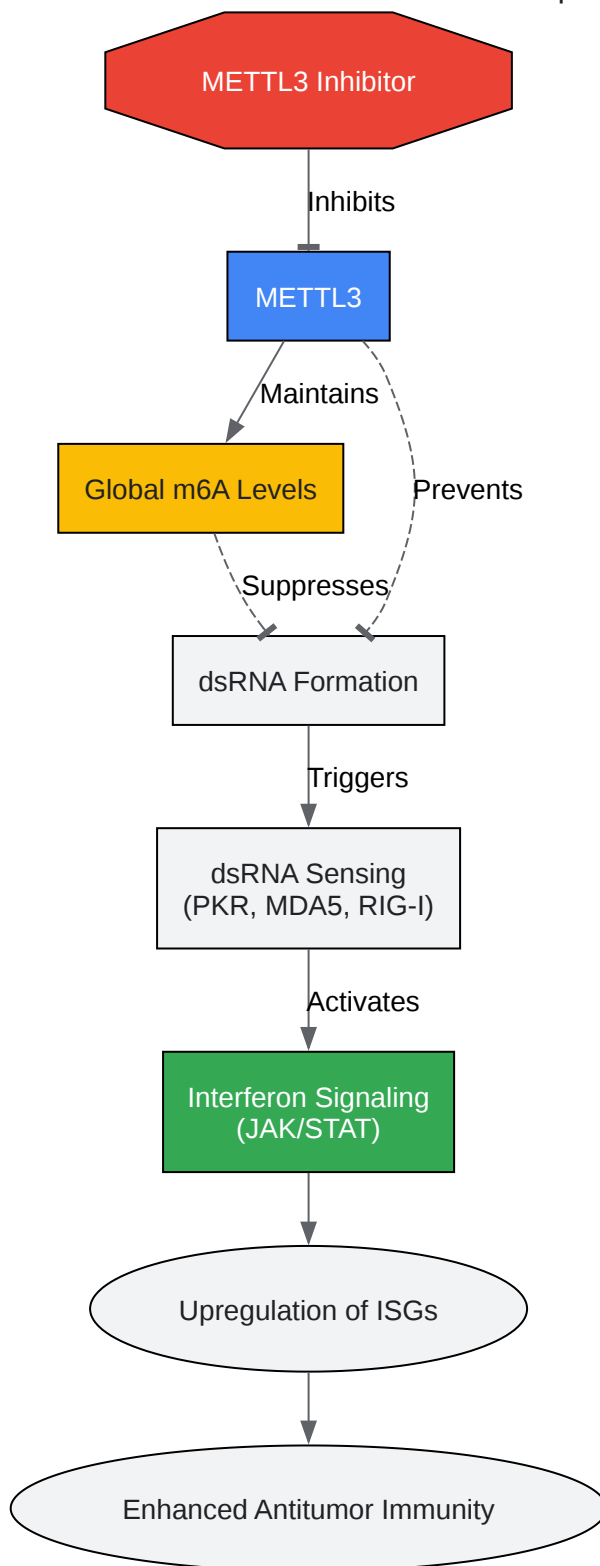 METTL3 Inhibitor
Inhibits
METTL3
Maintains
Global m6A Levels
Prevents
Suppresses
dsRNA Formation
Triggers
dsRNA Sensing
(PKR, MDA5, RIG-I)
Activates
Interferon Signaling
(JAK/STAT)
Upregulation of ISGs
Enhanced Antitumor Immunity